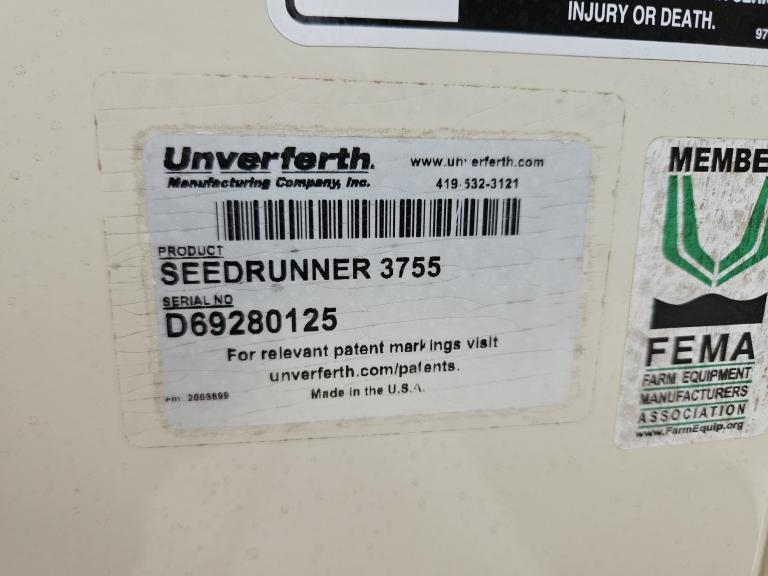 INJURY OR DEATH.
97
Unverferth
Manufacturing Company, Inc.
www.unverferth.com
419-532-3121
PRODUCT
SEEDRUNNER 3755
SERIAL NO
D69280125
For relevant patent markings visit
unverferth.com/patents.
Made in the U.S.A.
2003699
MEMBE
FEMA
FARM EQUIPMENT
MANUFACTURERS
ASSOCIATION
www.FarmEquip.org